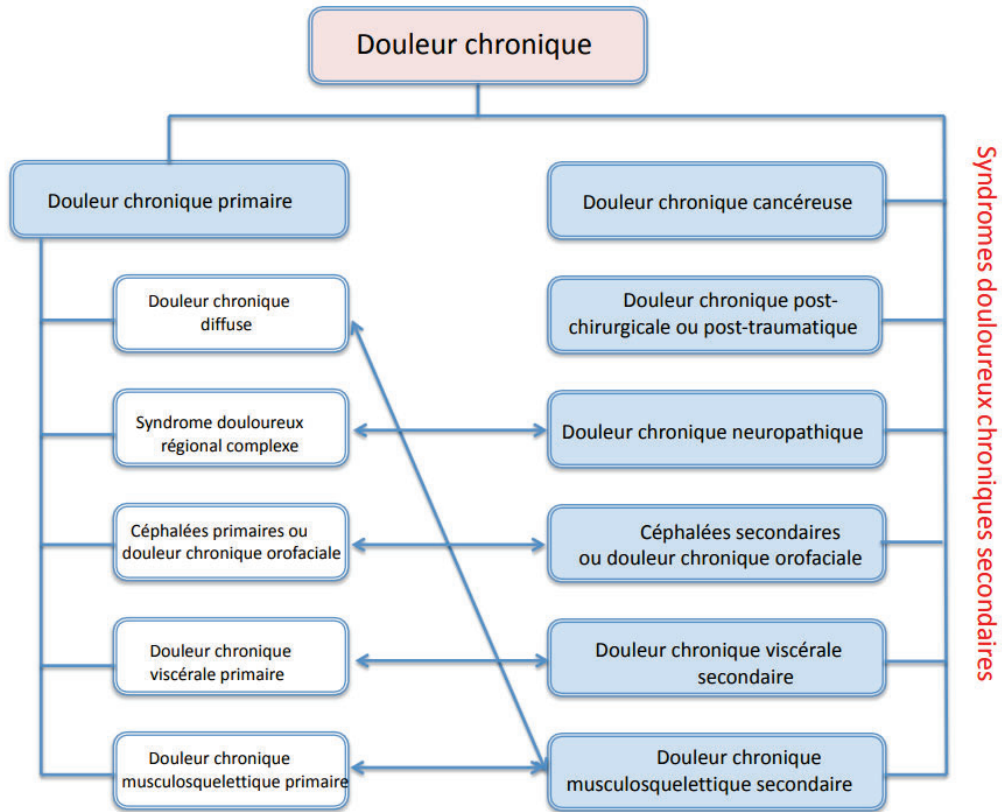 Douleur chronique
Douleur chronique primaire
Douleur chronique
diffuse
Syndrome douloureux
régional complexe
Céphalées primaires ou
douleur chronique orofaciale
Douleur chronique
viscérale primaire
Douleur chronique
musculosquelettique primaire
Douleur chronique cancéreuse
Douleur chronique post-
chirurgicale ou post-traumatique
Douleur chronique neuropathique
Céphalées secondaires
ou douleur chronique orofaciale
Douleur chronique viscérale
secondaire
Douleur chronique
musculosquelettique secondaire
Syndromes douloureux chroniques secondaires